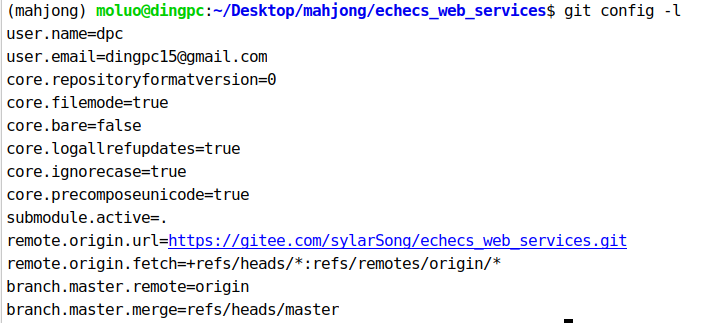 (mahjong) moluo@dingpc:~/Desktop/mahjong/echecs_web_services$ git config -l
user.name=dpc
user.email=dingpc15@gmail.com
core.repositoryformatversion=0
core.filemode=true
core.bare=false
core.logallrefupdates=true
core.ignorecase=true
core.precomposeunicode=true
submodule.active=.
remote.origin.url=https://gitee.com/sylarSong/echecs_web_services.git
remote.origin.fetch=+refs/heads/*:refs/remotes/origin/*
branch.master.remote=origin
branch.master.merge=refs/heads/master